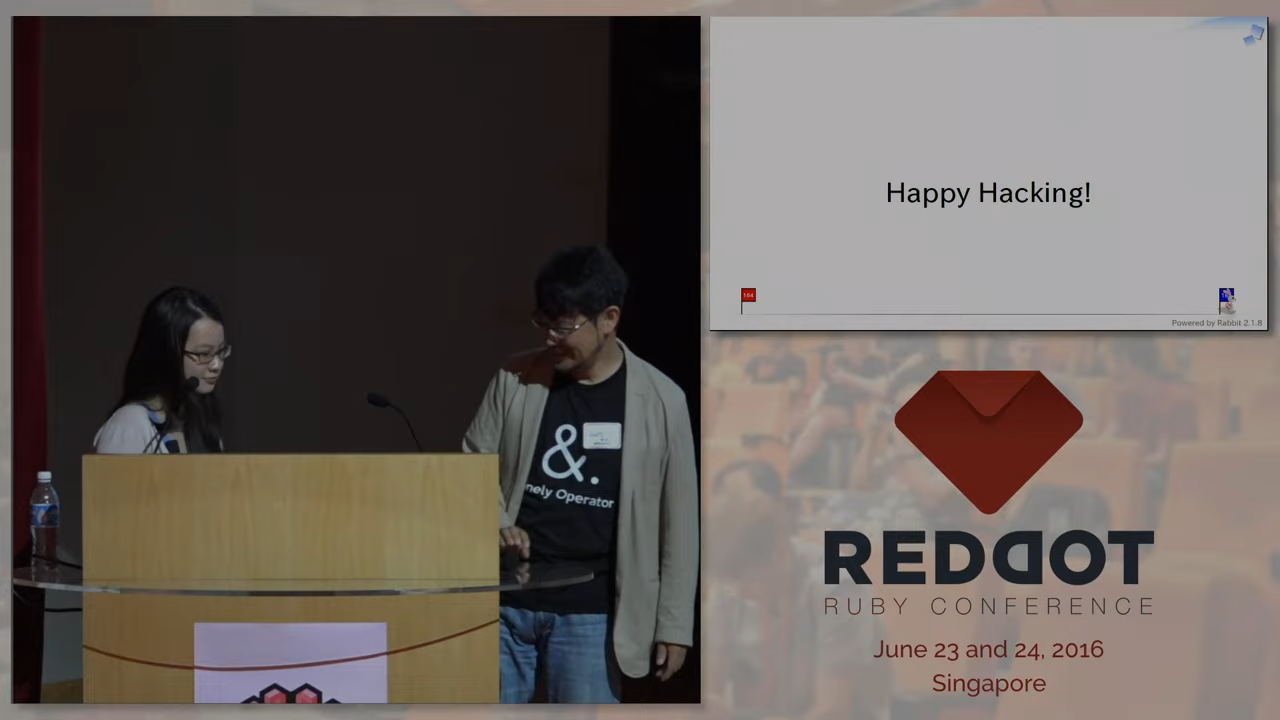 Happy Hacking!
184
Powered by Rabbit 2.1.8
&.
nely Operator
REDDOT
RUBY CONFERENCE
June 23 and 24, 2016
Singapore